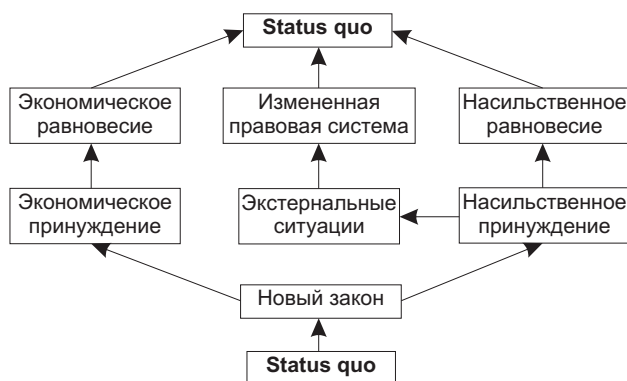 Status quo
Экономическое
равновесие
Измененная
правовая система
Насильственное
равновесие
Экономическое
принуждение
Экстернальные
ситуации
Насильственное
принуждение
Новый закон
Status quo